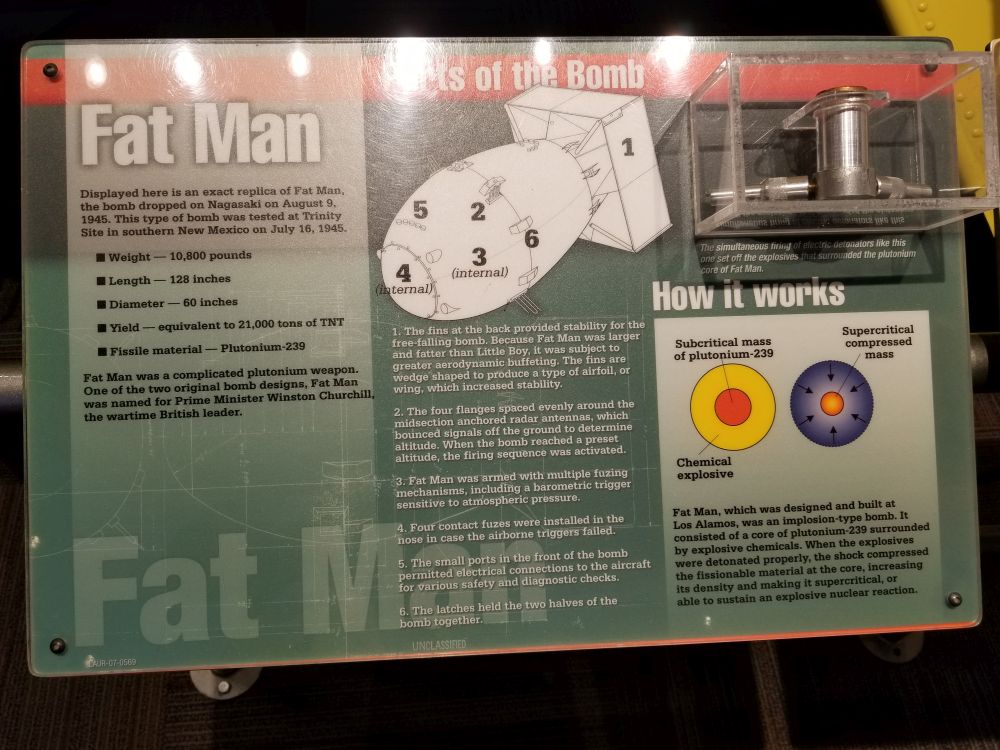 Fat Man
Displayed here is an exact replica of Fat Man,
the bomb dropped on Nagasaki on August 9,
1945. This type of bomb was tested at Trinity
Site in southern New Mexico on July 16, 1945.
■ Weight — 10,800 pounds
■ Length — 128 inches
■ Diameter — 60 inches
■ Yield — equivalent to 21,000 tons of TNT
■ Fissile material — Plutonium-239
Fat Man was a complicated plutonium weapon.
One of the two original bomb designs, Fat Man
was named for Prime Minister Winston Churchill,
the wartime British leader.
Fat Man
LAUR-07-0569
Parts of the Bomb
1
5
2
6
3
(internal)
4
(internal)
1. The fins at the back provided stability for the
free-falling bomb. Because Fat Man was larger
and fatter than Little Boy, it was subject to
greater aerodynamic buffeting. The fins are
wedge shaped to produce a type of airfoil, or
wing, which increased stability.
2. The four flanges spaced evenly around the
midsection anchored radar antennas, which
bounced signals off the ground to determine
altitude. When the bomb reached a preset
altitude, the firing sequence was activated.
3. Fat Man was armed with multiple fuzing
mechanisms, including a barometric trigger
sensitive to atmospheric pressure.
4. Four contact fuzes were installed in the
nose in case the airborne triggers failed.
5. The small ports in the front of the bomb
permitted electrical connections to the aircraft
for various safety and diagnostic checks.
6. The latches held the two halves of the
bomb together.
UNCLASSIFIED
The simultaneous firing of electric detonators like this
one set off the explosives that surrounded the plutonium
core of Fat Man.
How it works
Subcritical mass
of plutonium-239
Supercritical
compressed
mass
Chemical
explosive
Fat Man, which was designed and built at
Los Alamos, was an implosion-type bomb. It
consisted of a core of plutonium-239 surrounded
by explosive chemicals. When the explosives
were detonated properly, the shock compressed
the fissionable material at the core, increasing
its density and making it supercritical, or
able to sustain an explosive nuclear reaction.